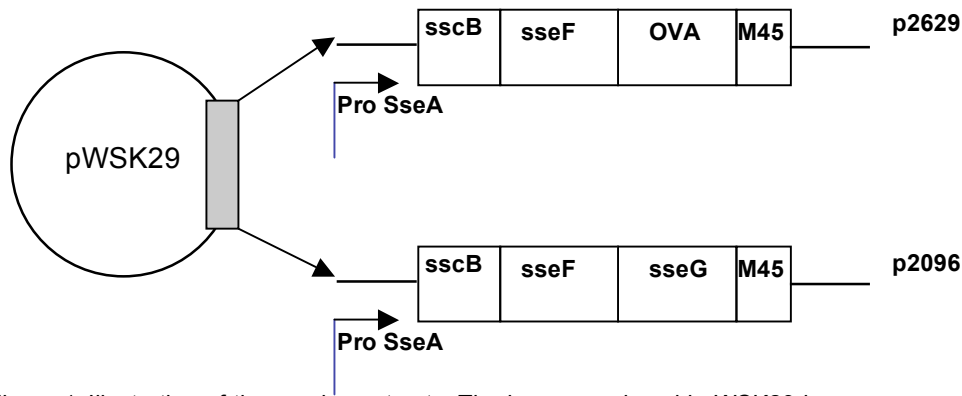 sscB sseF OVA M45 p2629
Pro SseA
pWSK29
sscB sseF sseG M45 p2096
Pro SseA